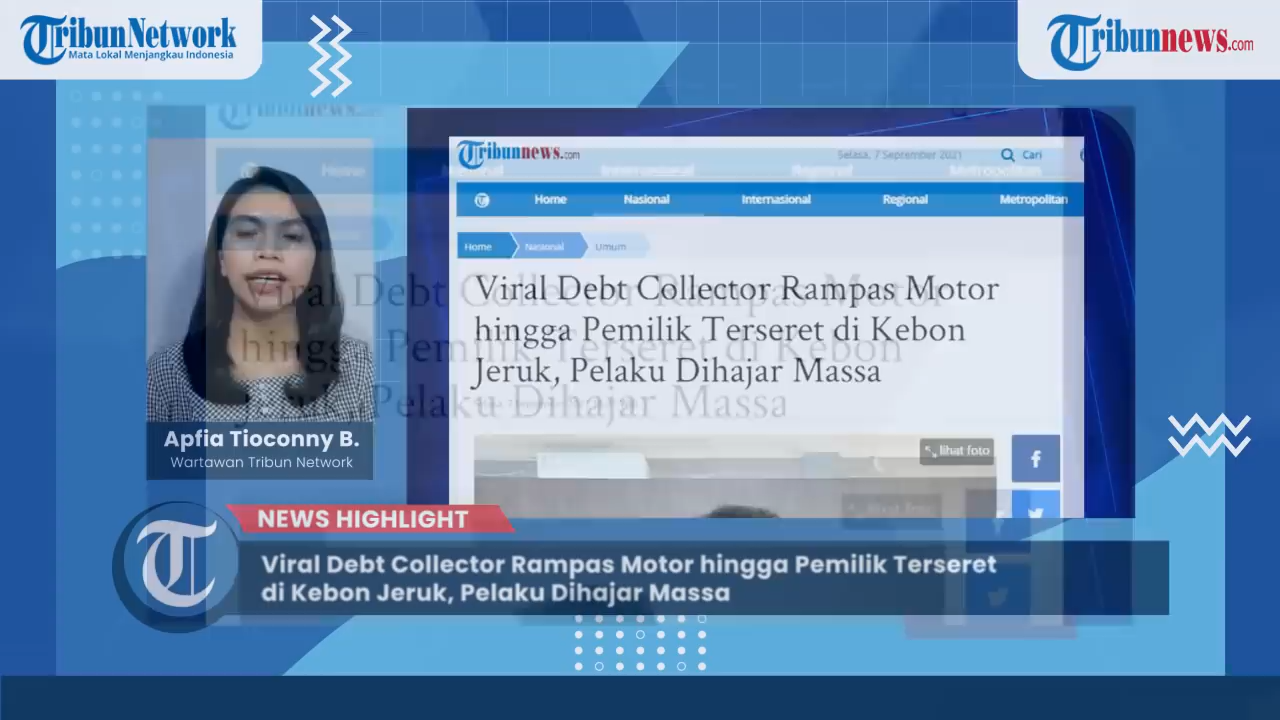 TribunNetwork
Mata Lokal Menjangkau Indonesia
Tribunnews.com
Tribunnews.com
Selasa, 7 September 2021
Cari
Home
Nasional
Internasional
Regional
Metropolitan
Home
Nasional
Umum
Viral Debt Collector Rampas Motor
hingga Pemilik Terseret di Kebon
Jeruk, Pelaku Dihajar Massa
lihat foto
Apfia Tioconny B.
Wartawan Tribun Network
NEWS HIGHLIGHT
Viral Debt Collector Rampas Motor hingga Pemilik Terseret
di Kebon Jeruk, Pelaku Dihajar Massa